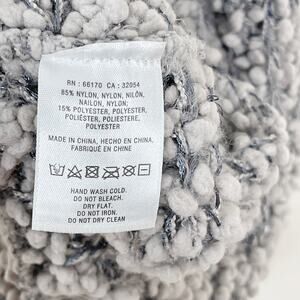 RN : 66170 CA : 32054
85% NYLON, NYLON, NILÓN,
NAILON, NYLON;
15% POLYESTER, POLYESTER,
POLIÉSTER, POLIESTERE,
POLYESTER
MADE IN CHINA, HECHO EN CHINA,
FABRIQUÉ EN CHINE
HAND WASH COLD.
DO NOT BLEACH.
DRY FLAT.
DO NOT IRON.
DO NOT DRY CLEAN